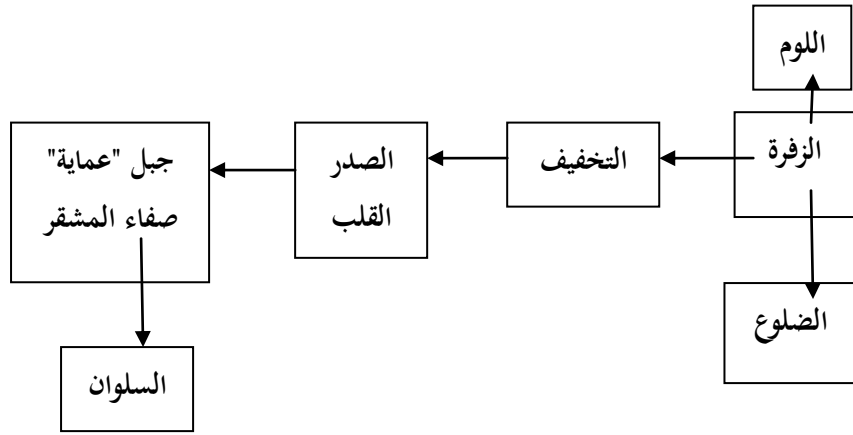 اللوم
الزفرة
التخفيف
الصدر
القلب
جبل "عماية"
صفاء المشقر
الضلوع
السلوان